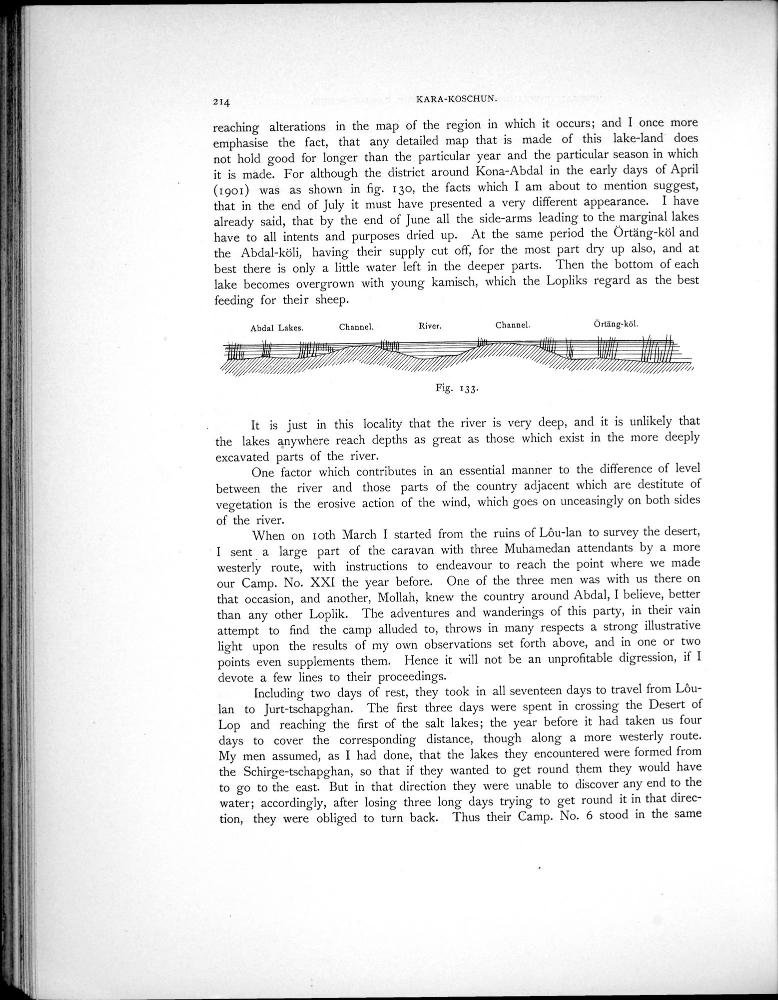 214
KARA-KOSCHUN.
reaching alterations in the map of the region in which it occurs; and I once more
emphasise the fact, that any detailed map that is made of this lake-land does
not hold good for longer than the particular year and the particular season in which
it is made. For although the district around Kona-Abdal in the early days of April
(1901) was as shown in fig. 130, the facts which I am about to mention suggest,
that in the end of July it must have presented a very different appearance. I have
already said, that by the end of June all the side-arms leading to the marginal lakes
have to all intents and purposes dried up. At the same period the Örtäng-köl and
the Abdal-köli, having their supply cut off, for the most part dry up also, and at
best there is only a little water left in the deeper parts. Then the bottom of each
lake becomes overgrown with young kamisch, which the Lopliks regard as the best
feeding for their sheep.
Abdal Lakes. Channel. River. Channel. Örtäng-köl.
Fig. 133.
It is just in this locality that the river is very deep, and it is unlikely that
the lakes anywhere reach depths as great as those which exist in the more deeply
excavated parts of the river.
One factor which contributes in an essential manner to the difference of level
between the river and those parts of the country adjacent which are destitute of
vegetation is the erosive action of the wind, which goes on unceasingly on both sides
of the river.
When on 10th March I started from the ruins of Lôu-lan to survey the desert,
I sent a large part of the caravan with three Muhamedan attendants by a more
westerly route, with instructions to endeavour to reach the point where we made
our Camp. No. XXI the year before. One of the three men was with us there on
that occasion, and another, Mollah, knew the country around Abdal, I believe, better
than any other Loplik. The adventures and wanderings of this party, in their vain
attempt to find the camp alluded to, throws in many respects a strong illustrative
light upon the results of my own observations set forth above, and in one or two
points even supplements them. Hence it will not be an unprofitable digression, if I
devote a few lines to their proceedings.
Including two days of rest, they took in all seventeen days to travel from Lôu-
lan to Jurt-tschapghan. The first three days were spent in crossing the Desert of
Lop and reaching the first of the salt lakes; the year before it had taken us four
days to cover the corresponding distance, though along a more westerly route.
My men assumed, as I had done, that the lakes they encountered were formed from
the Schirge-tschapghan, so that if they wanted to get round them they would have
to go to the east. But in that direction they were unable to discover any end to the
water; accordingly, after losing three long days trying to get round it in that direc-
tion, they were obliged to turn back. Thus their Camp. No. 6 stood in the same